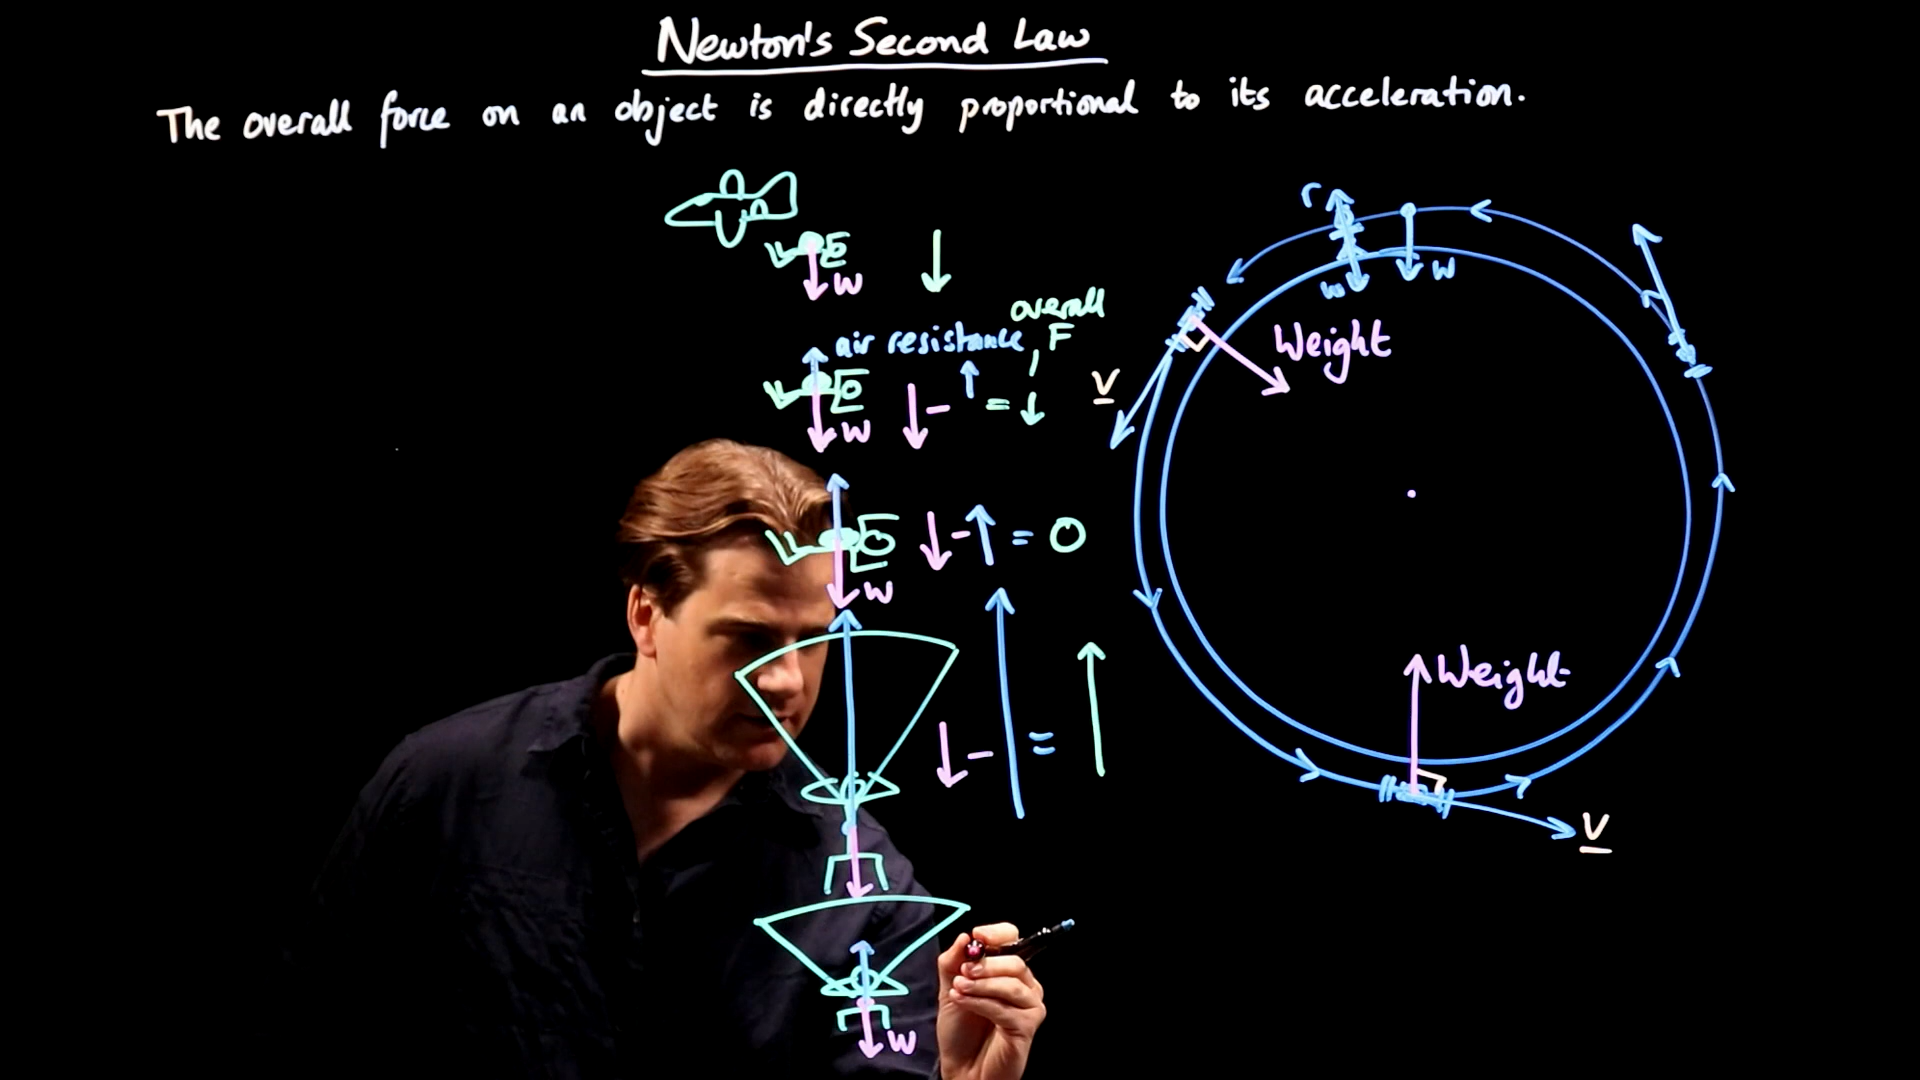 Newton's Second Law
The overall force on an object is directly proportional to its acceleration.
W
overall
air resistance, F
W
- =
W
- = 0
- =
W
r
W
W
Weight
V
Weight
V